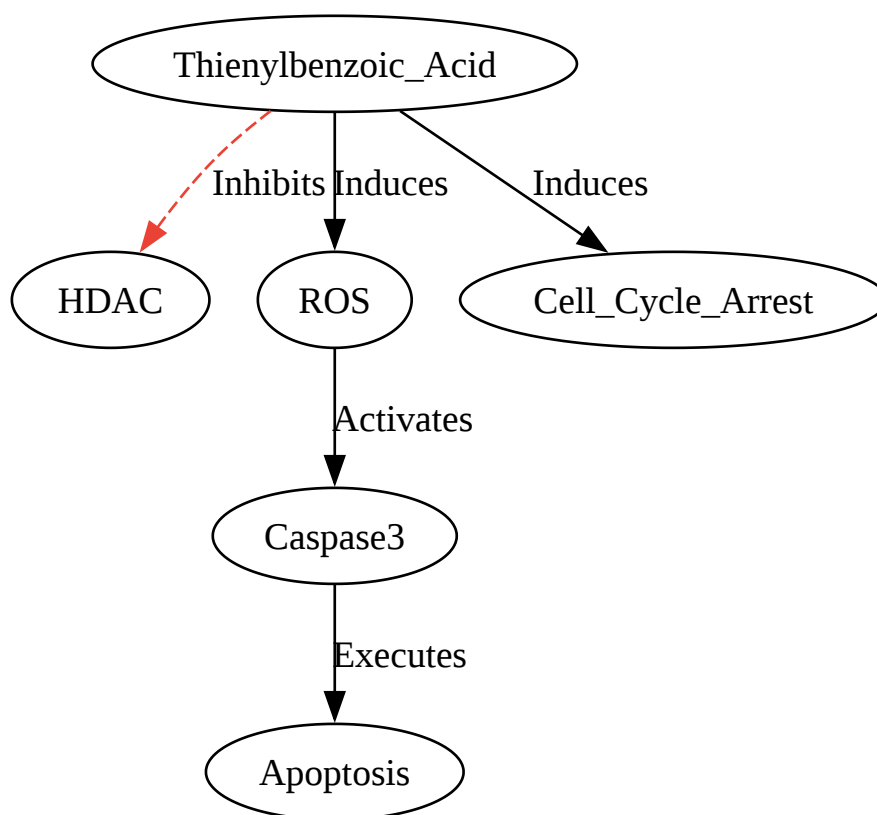 Thienylbenzoic_Acid
Inhibits
Induces
Induces
HDAC
ROS
Cell_Cycle_Arrest
Activates
Caspase3
Executes
Apoptosis